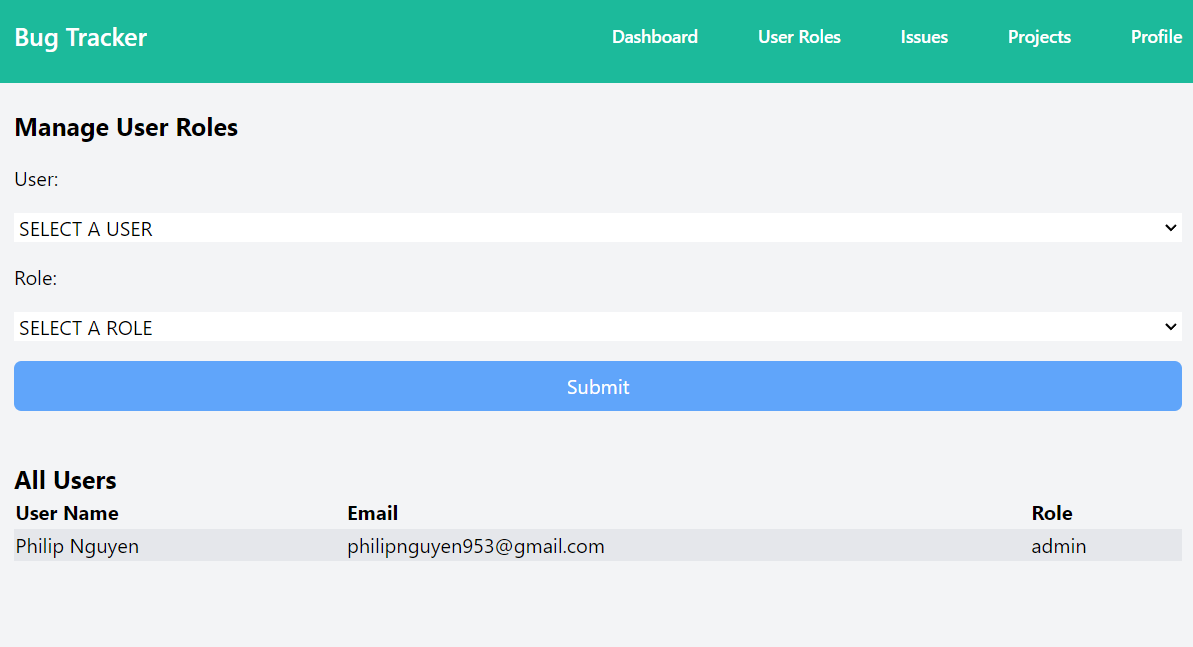 Bug Tracker Dashboard User Roles Issues Projects Profile
Manage User Roles
User:
SELECT A USER
Role:
SELECT A ROLE
Submit
All Users
User Name Email Role
Philip Nguyen philipnguyen953@gmail.com admin